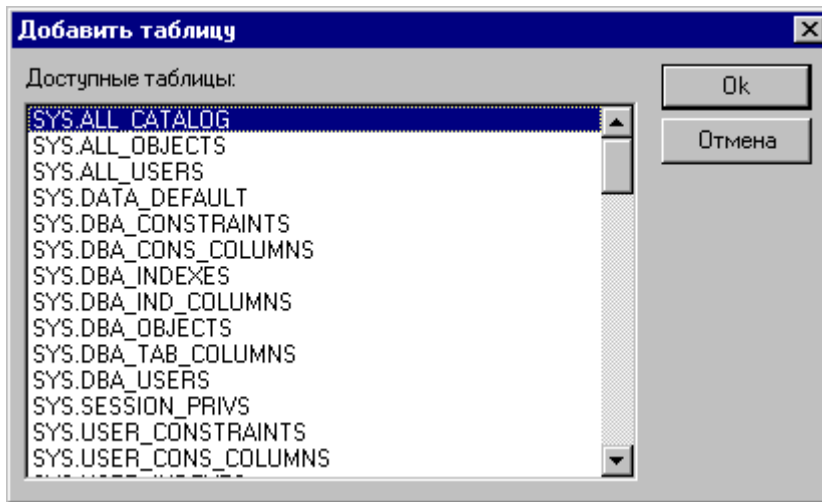 Добавить таблицу
Доступные таблицы:
SYS.ALL_CATALOG
SYS.ALL_OBJECTS
SYS.ALL_USERS
SYS.DATA_DEFAULT
SYS.DBA_CONSTRAINTS
SYS.DBA_CONS_COLUMNS
SYS.DBA_INDEXES
SYS.DBA_IND_COLUMNS
SYS.DBA_OBJECTS
SYS.DBA_TAB_COLUMNS
SYS.DBA_USERS
SYS.SESSION_PRIVS
SYS.USER_CONSTRAINTS
SYS.USER_CONS_COLUMNS
Ok
Отмена